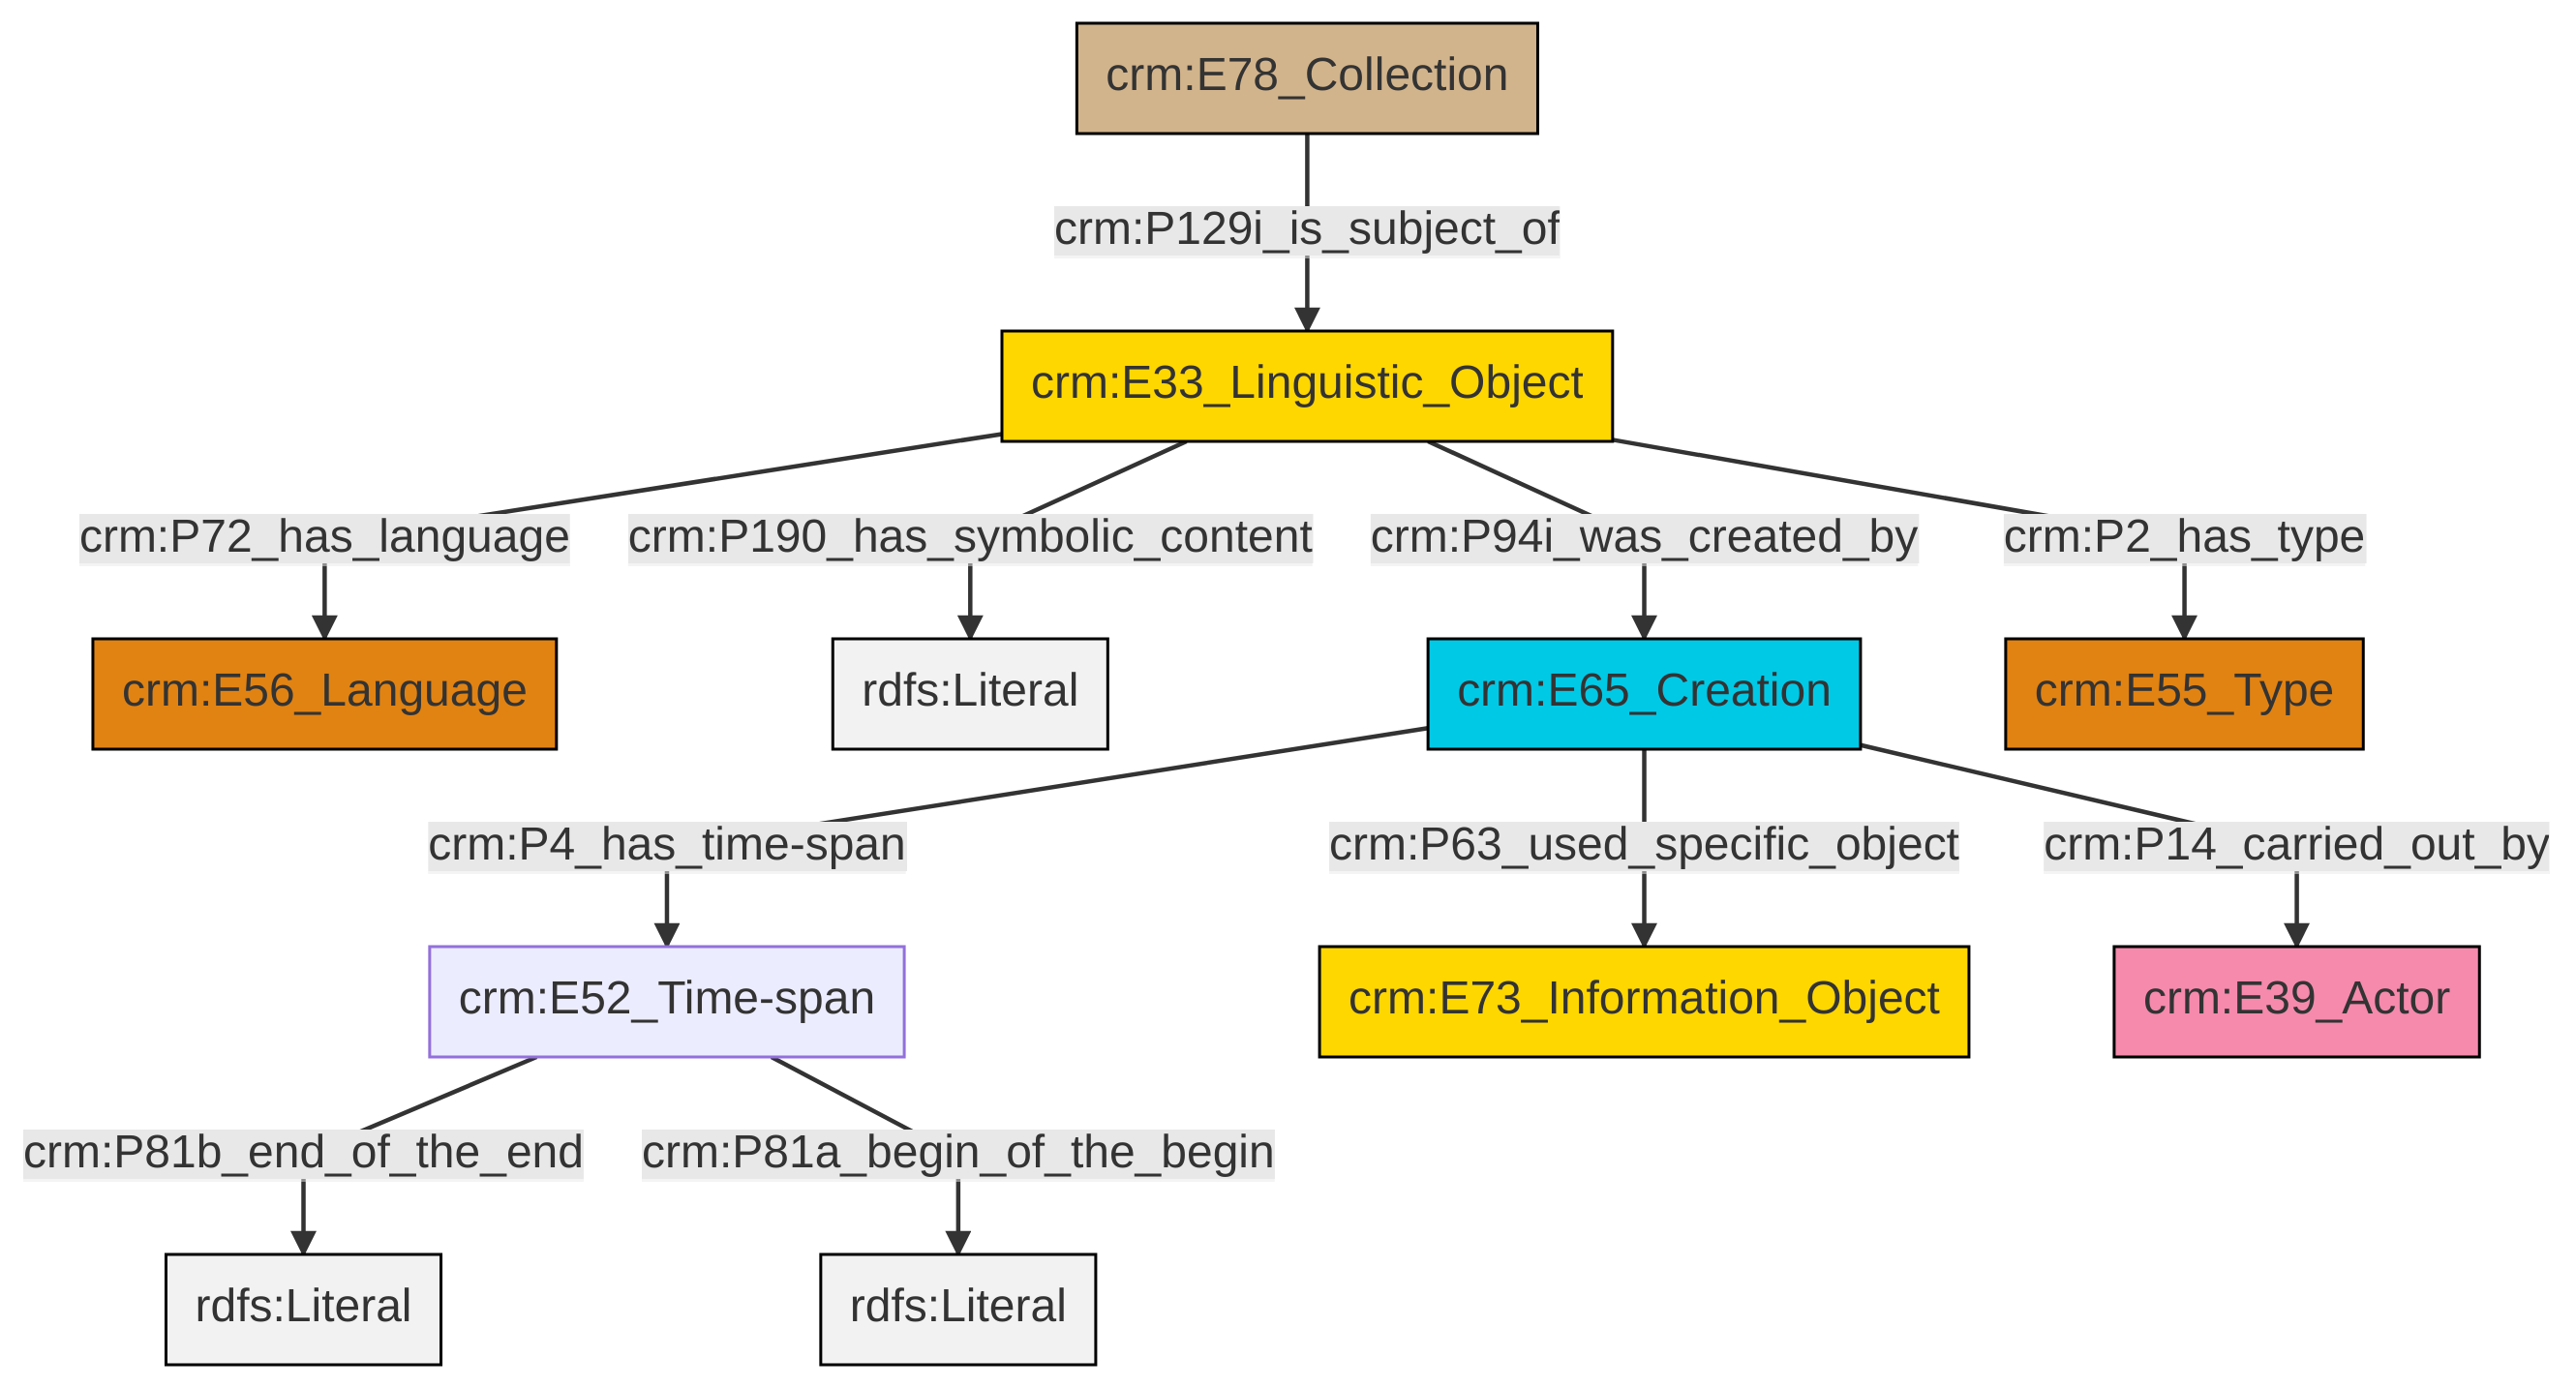 crm:E78_Collection
crm:P129i_is_subject_of
crm:E33_Linguistic_Object
crm:P72_has_language
crm:P190_has_symbolic_content
crm:P94i_was_created_by
crm:P2_has_type
crm:E56_Language
rdfs:Literal
crm:E65_Creation
crm:E55_Type
crm:P4_has_time-span
crm:P63_used_specific_object
crm:P14_carried_out_by
crm:E52_Time-span
crm:E73_Information_Object
crm:E39_Actor
crm:P81b_end_of_the_end
crm:P81a_begin_of_the_begin
rdfs:Literal
rdfs:Literal